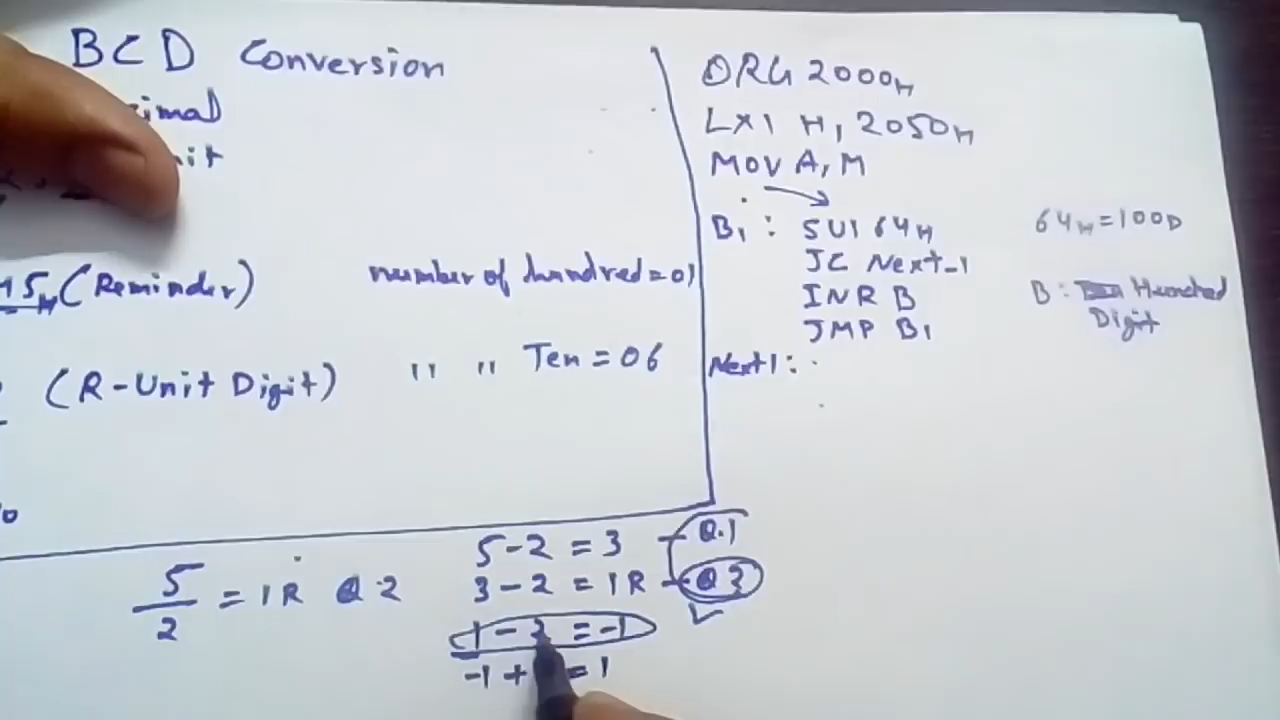 BCD Conversion
(Reminder)
number of hundred = 01
(R-Unit Digit)
" " Ten = 06
ORG 2000H
LXI H, 2050H
MOV A, M
B1 : SUI 64H
JC Next-1
INR B
JMP B1
Next1 :
64H = 100D
B : Hundred
Digit
5/2 = 1R Q 2
5-2 = 3 Q.1
3-2 = 1R
1-2 = -1
-1 + = 1